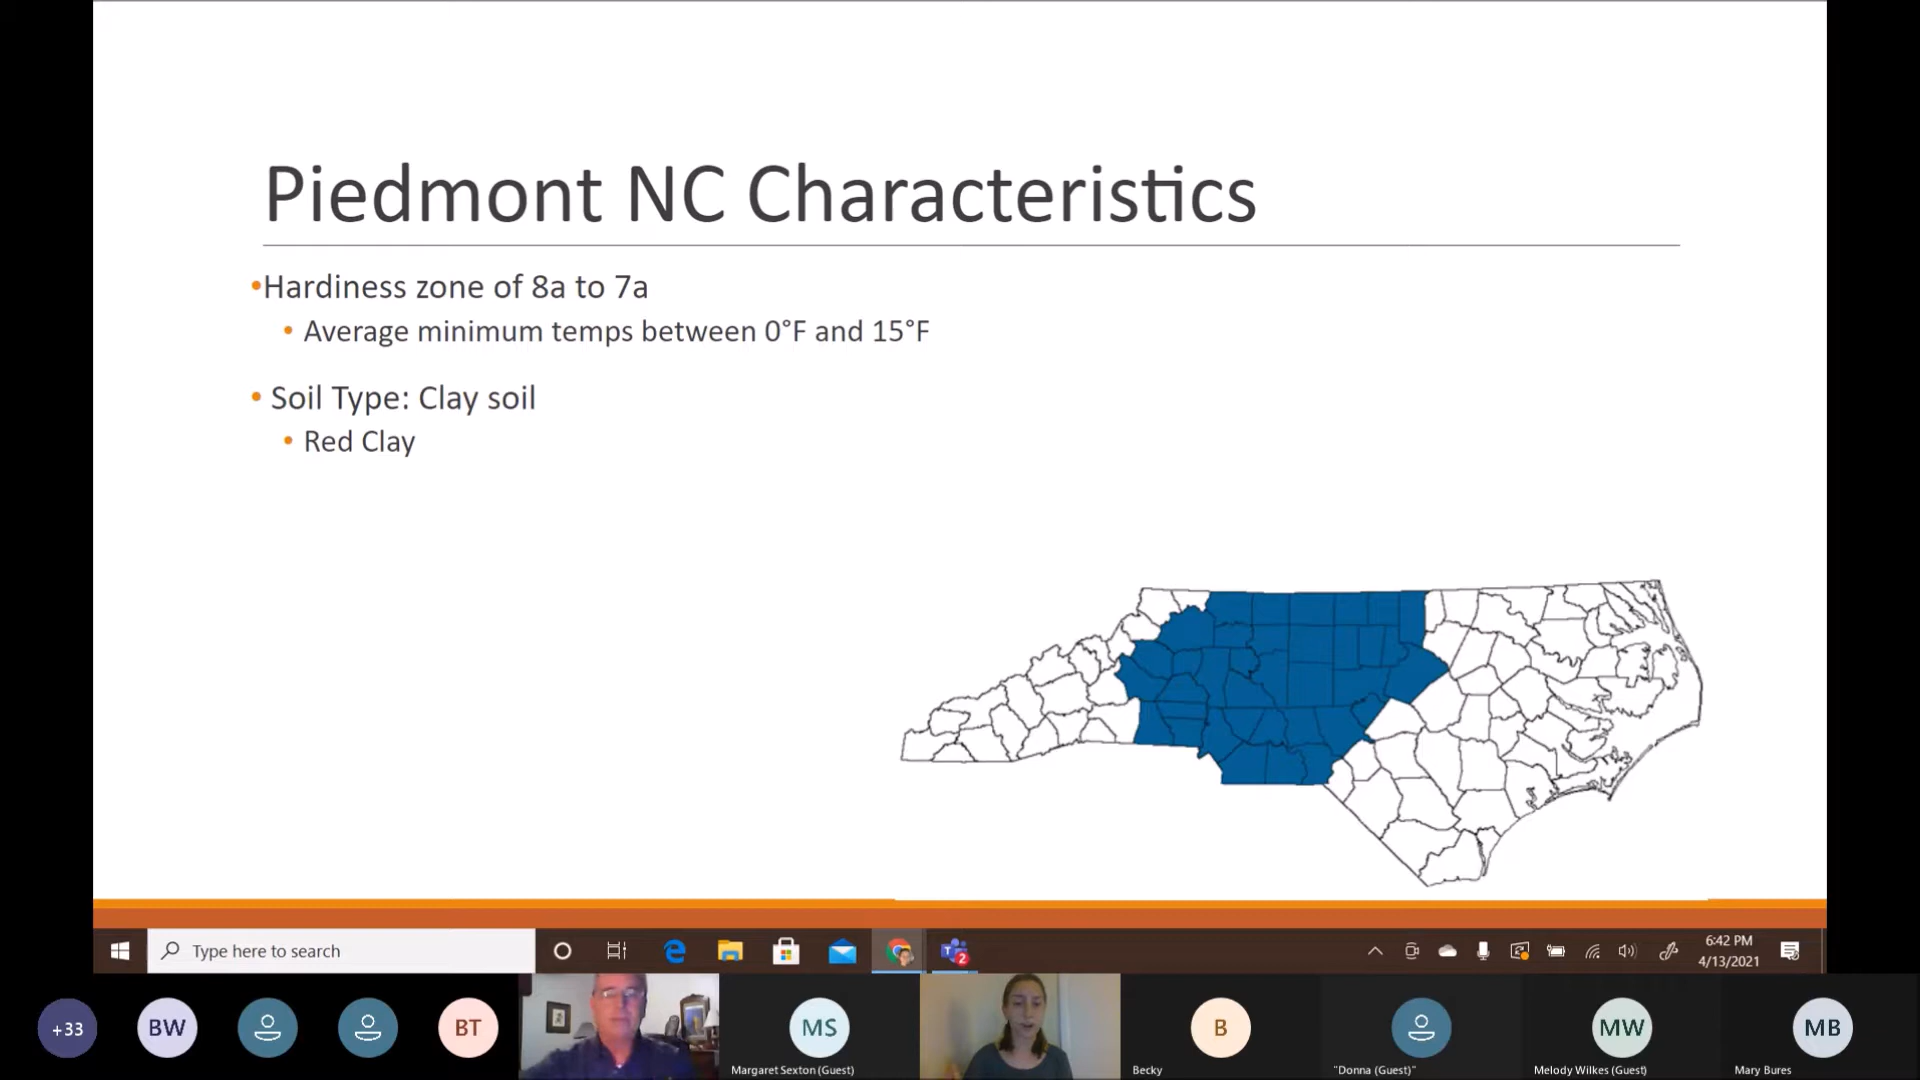 Piedmont NC Characteristics
•Hardiness zone of 8a to 7a
• Average minimum temps between 0°F and 15°F
• Soil Type: Clay soil
• Red Clay
Type here to search
2
6:42 PM
4/13/2021
+33
BW
BT
MS
Margaret Sexton (Guest)
B
Becky
"Donna (Guest)"
MW
Melody Wilkes (Guest)
MB
Mary Bures